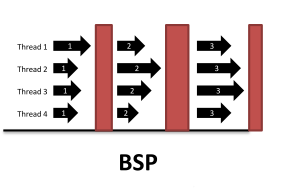 Thread 1 1 2 3
Thread 2 1 2 3
Thread 3 1 2 3
Thread 4 1 2 3
BSP